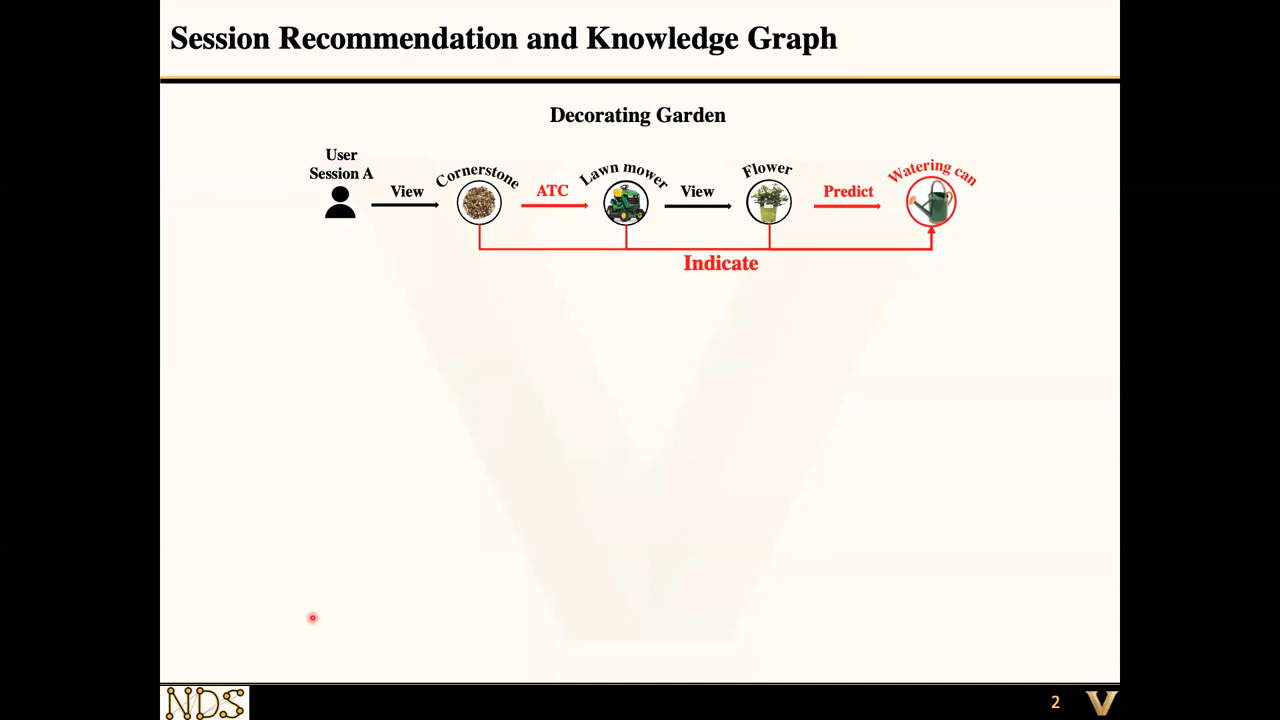 Session Recommendation and Knowledge Graph
Decorating Garden
User
Session A
View
Cornerstone
ATC
Lawn mower
View
Flower
Predict
Watering can
Indicate
NDS
2
V